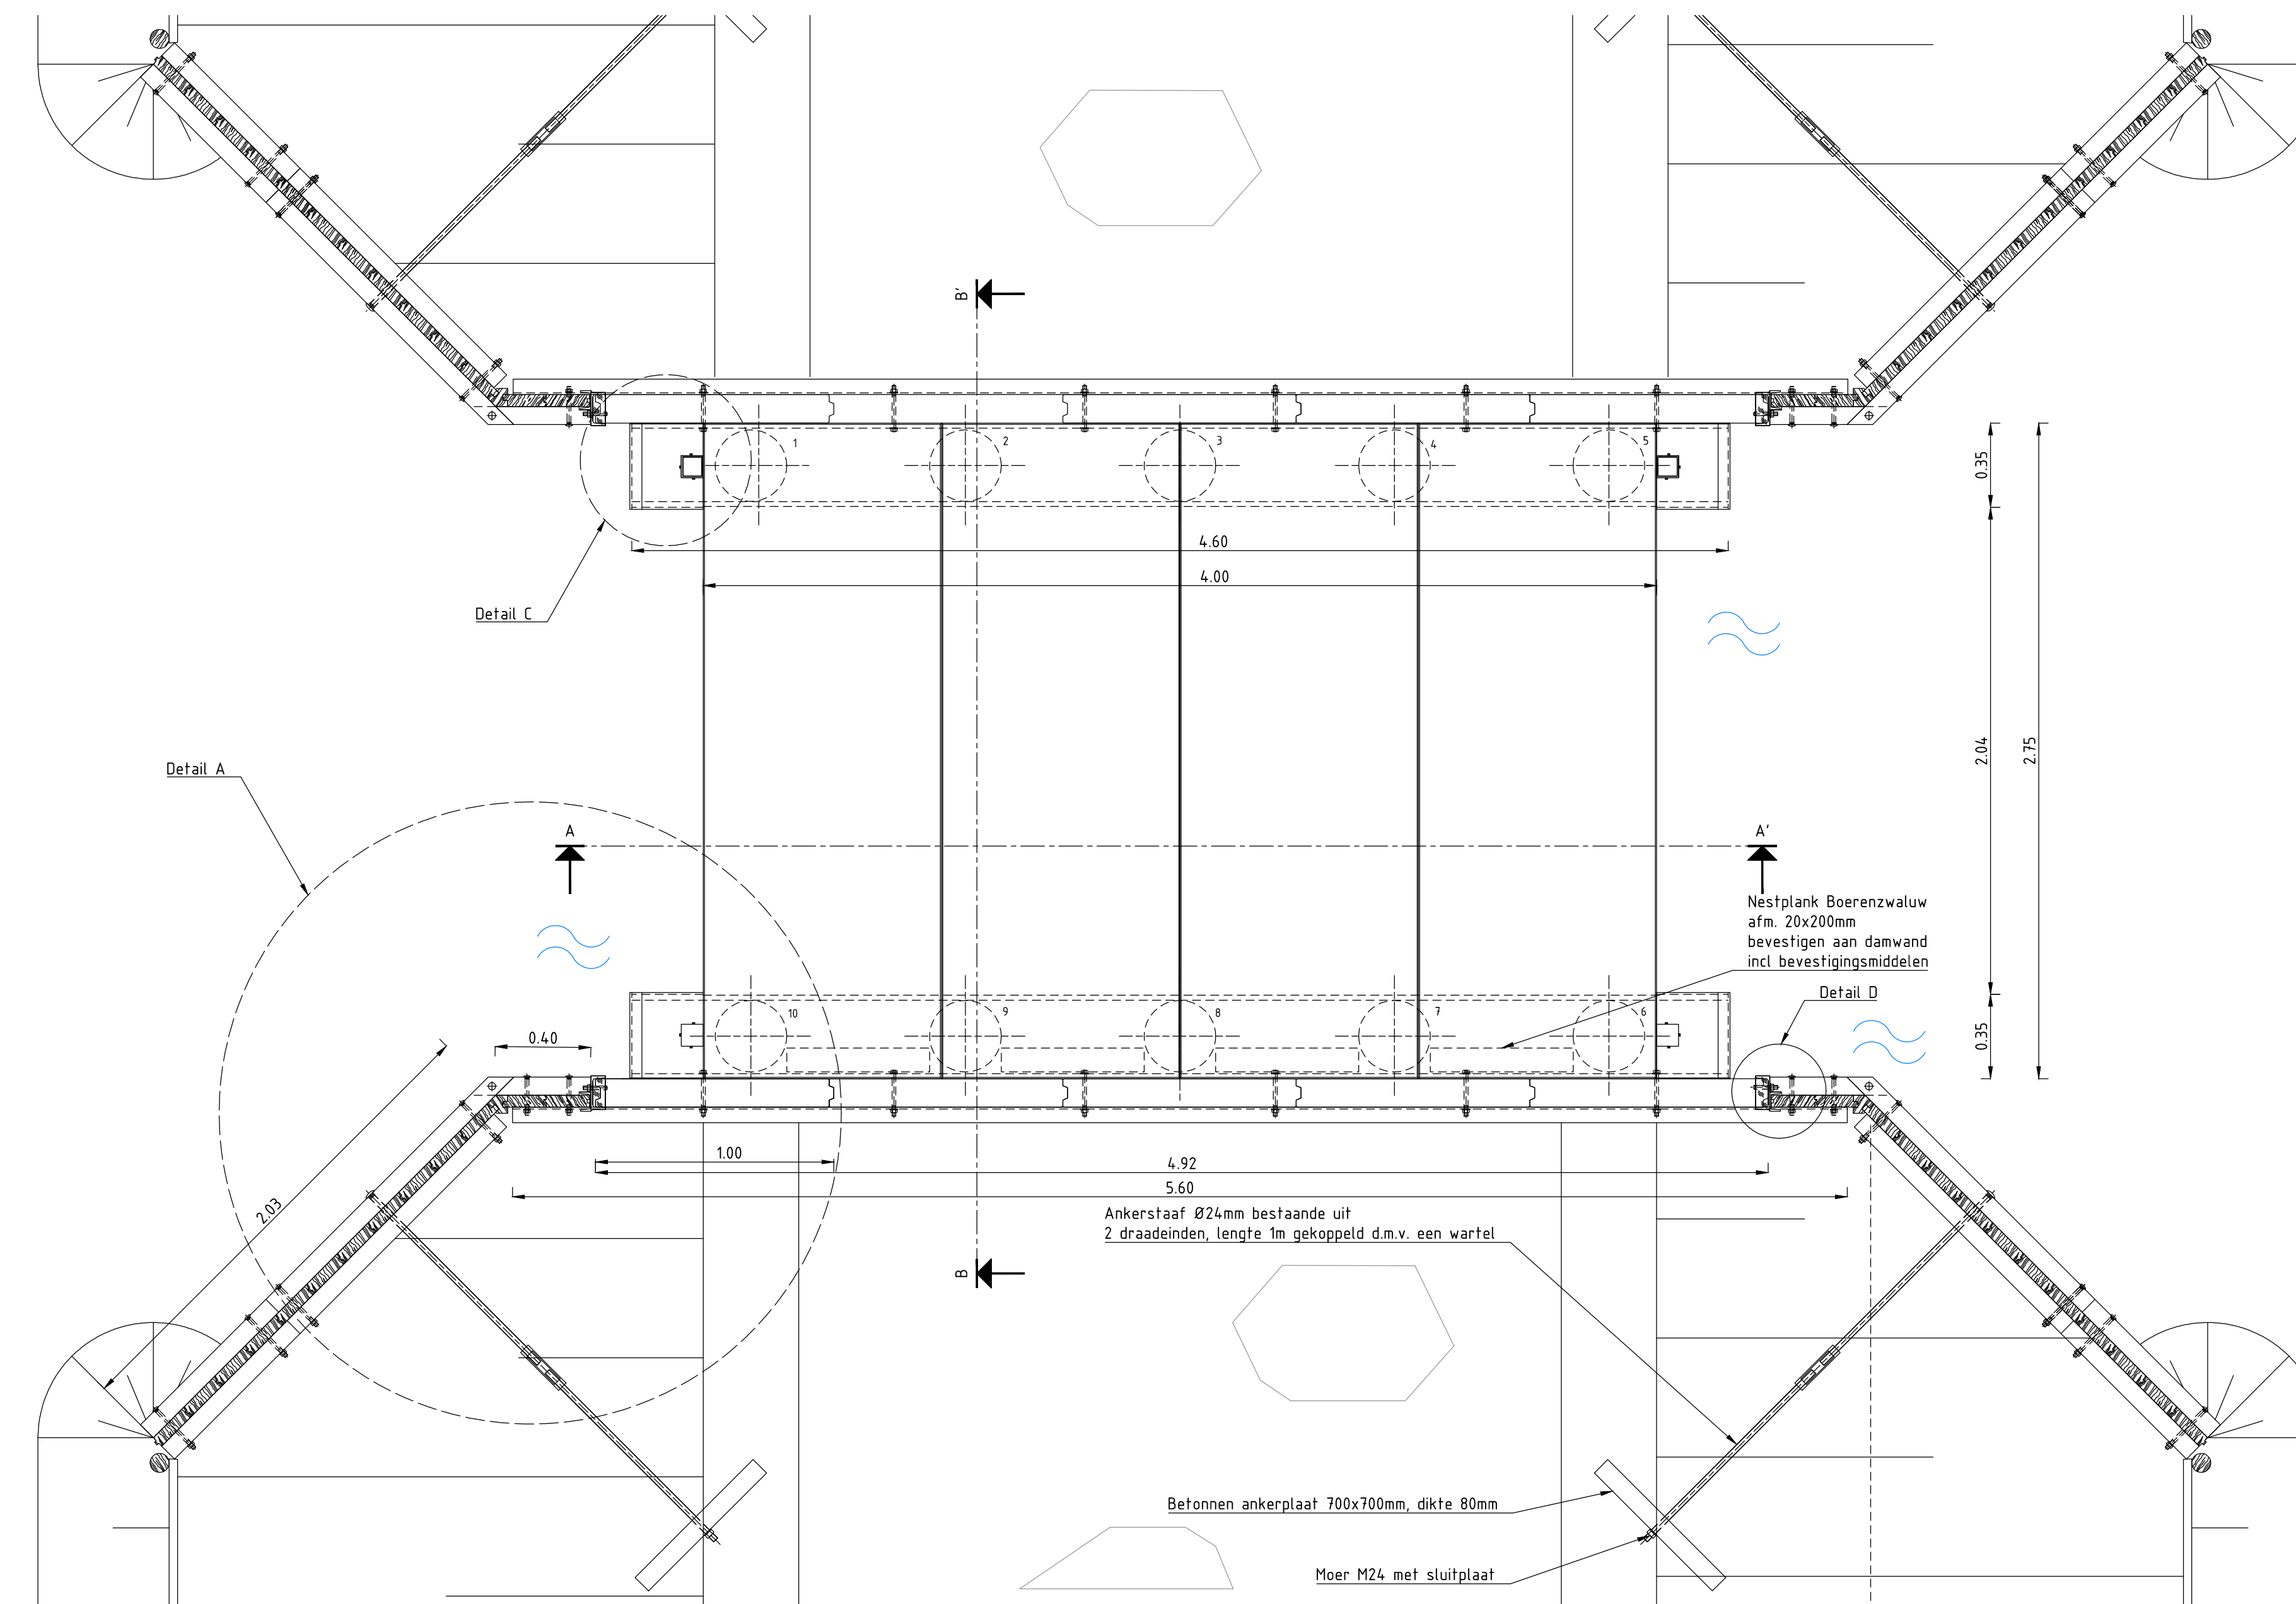 B'
1
2
3
4
5
0.35
4.60
4.00
Detail C
2.04
2.75
Detail A
A
A'
Nestplank Boerenzwaluw
afm. 20x200mm
bevestigen aan damwand
incl bevestigingsmiddelen
Detail D
10
9
8
7
6
0.35
0.40
1.00
4.92
5.60
2.03
Ankerstaaf Ø24mm bestaande uit
2 draadeinden, lengte 1m gekoppeld d.m.v. een wartel
B
Betonnen ankerplaat 700x700mm, dikte 80mm
Moer M24 met sluitplaat